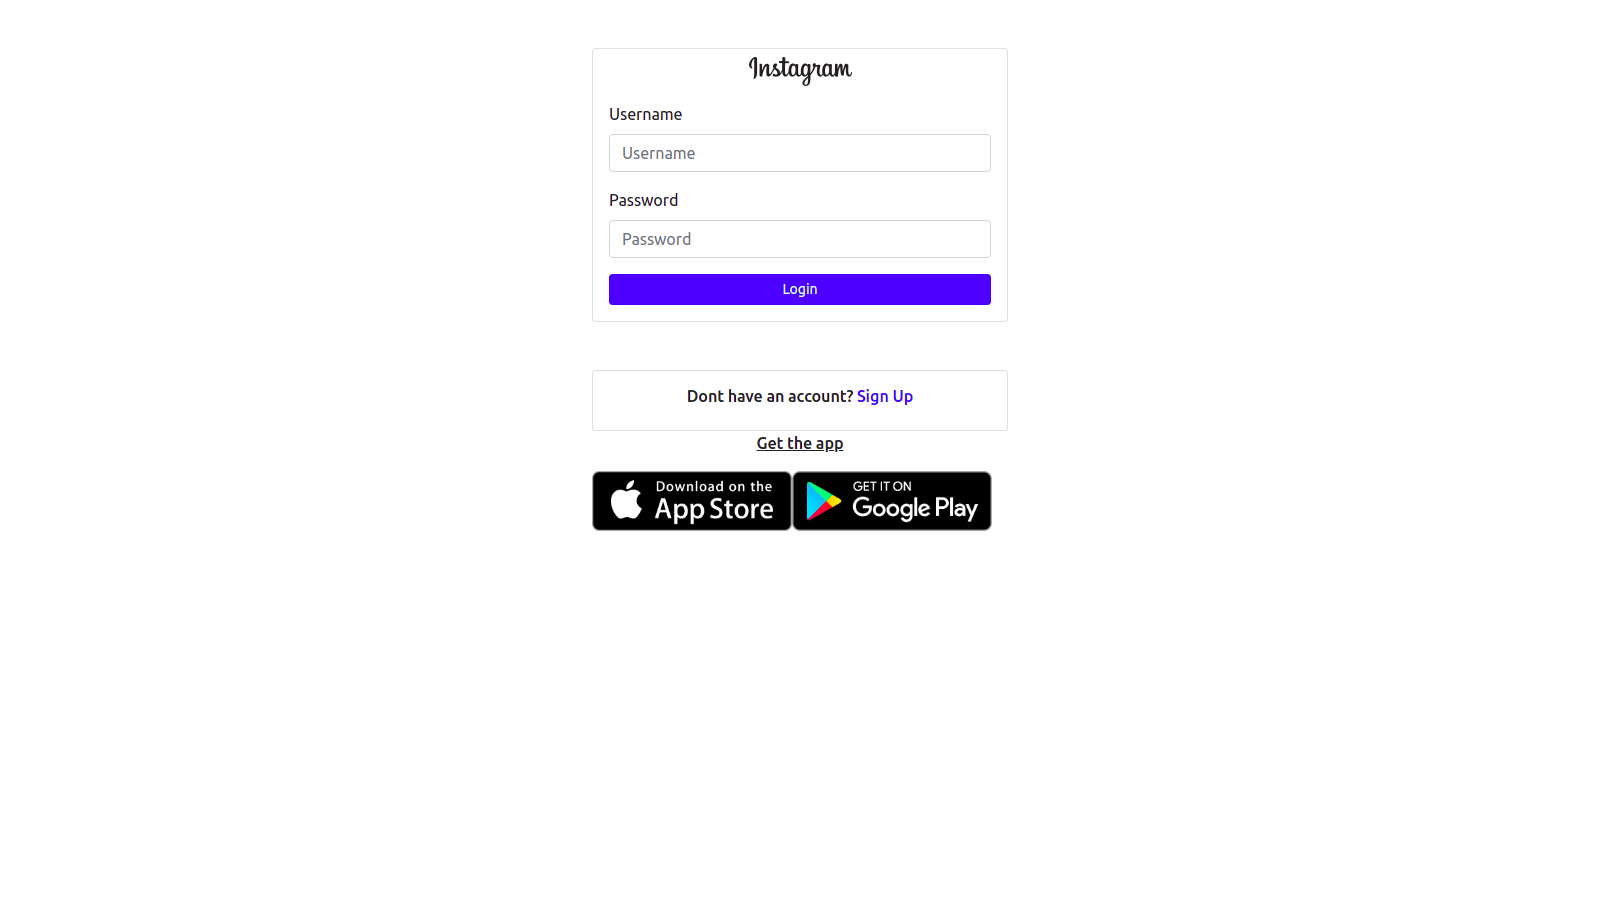 Instagram
Username
Username
Password
Password
Login
Dont have an account? Sign Up
Get the app
Download on the
App Store
GET IT ON
Google Play